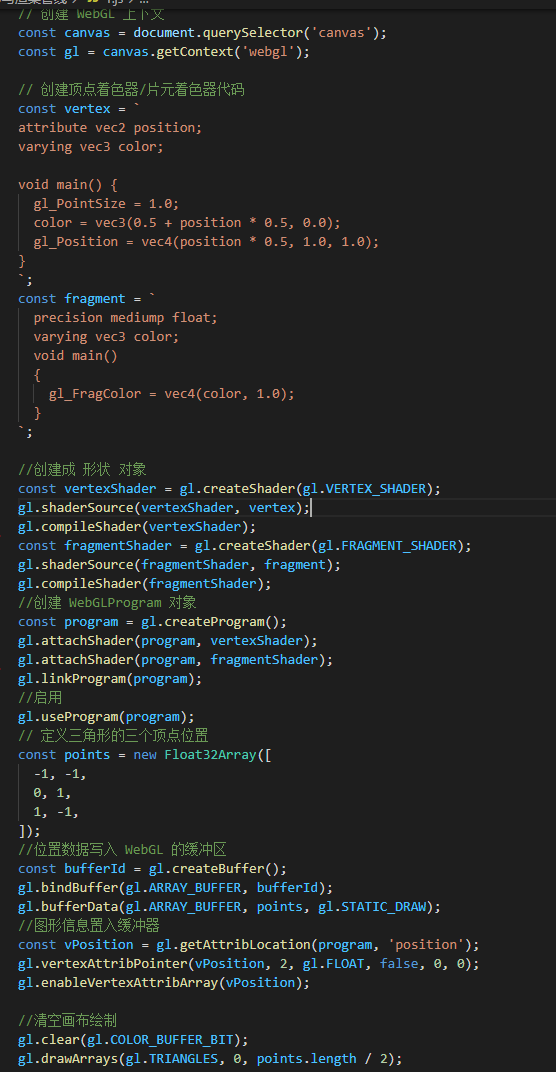 // 创建 WebGL 上下文
const canvas = document.querySelector('canvas');
const gl = canvas.getContext('webgl');
// 创建顶点着色器/片元着色器代码
const vertex = `
attribute vec2 position;
varying vec3 color;
void main() {
gl_PointSize = 1.0;
color = vec3(0.5 + position * 0.5, 0.0);
gl_Position = vec4(position * 0.5, 1.0, 1.0);
}
`;
const fragment = `
precision mediump float;
varying vec3 color;
void main()
{
gl_FragColor = vec4(color, 1.0);
}
`;
//创建成 形状 对象
const vertexShader = gl.createShader(gl.VERTEX_SHADER);
gl.shaderSource(vertexShader, vertex);
gl.compileShader(vertexShader);
const fragmentShader = gl.createShader(gl.FRAGMENT_SHADER);
gl.shaderSource(fragmentShader, fragment);
gl.compileShader(fragmentShader);
//创建 WebGLProgram 对象
const program = gl.createProgram();
gl.attachShader(program, vertexShader);
gl.attachShader(program, fragmentShader);
gl.linkProgram(program);
//启用
gl.useProgram(program);
// 定义三角形的三个顶点位置
const points = new Float32Array([
-1, -1,
0, 1,
1, -1,
]);
//位置数据写入 WebGL 的缓冲区
const bufferId = gl.createBuffer();
gl.bindBuffer(gl.ARRAY_BUFFER, bufferId);
gl.bufferData(gl.ARRAY_BUFFER, points, gl.STATIC_DRAW);
//图形信息置入缓冲器
const vPosition = gl.getAttribLocation(program, 'position');
gl.vertexAttribPointer(vPosition, 2, gl.FLOAT, false, 0, 0);
gl.enableVertexAttribArray(vPosition);
//清空画布绘制
gl.clear(gl.COLOR_BUFFER_BIT);
gl.drawArrays(gl.TRIANGLES, 0, points.length / 2);